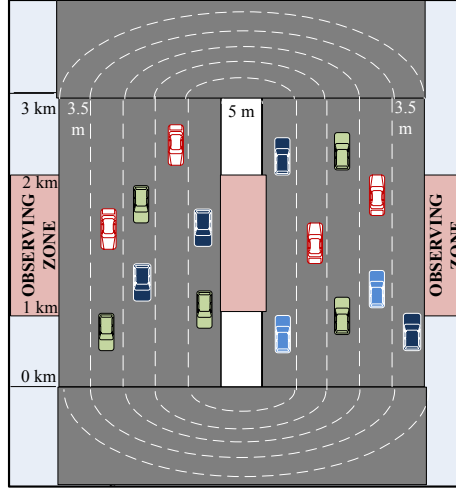 3 km
3.5
m
5 m
3.5
m
2 km
OBSERVING
ZONE
OBSERVING
ZONE
1 km
0 km